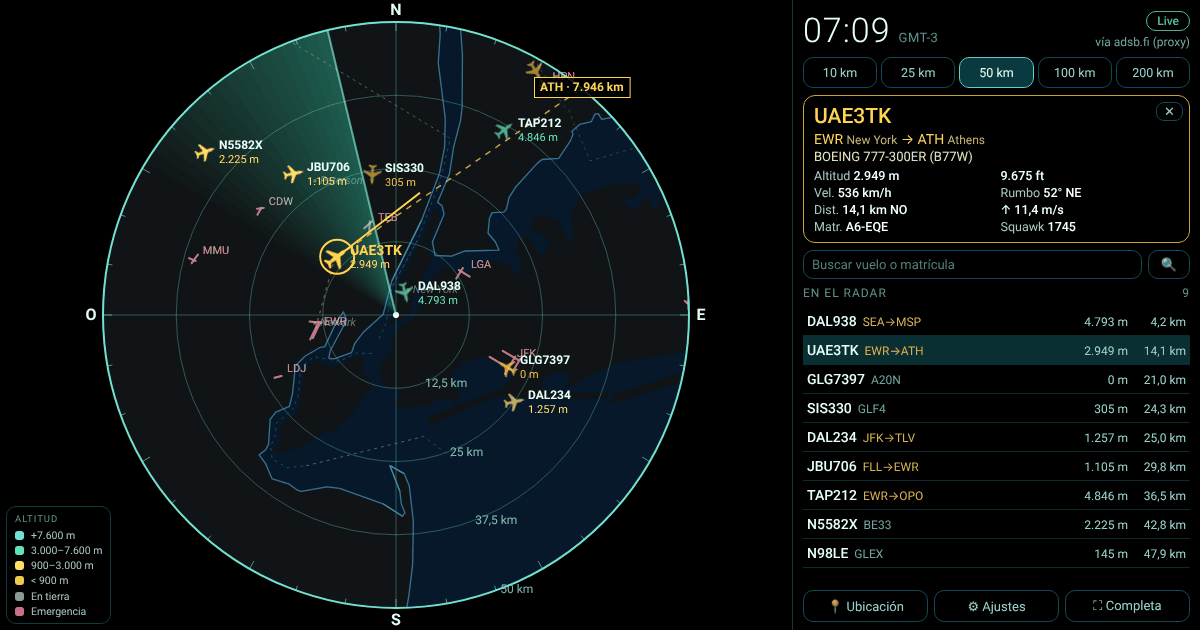 N
HPN
ATH · 7.946 km
TAP212
4.846 m
N5582X
2.225 m
JBU706
1.105 m
SIS330
305 m
CDW
TEB
MMU
UAE3TK
2.949 m
LGA
DAL938
4.793 m
New York
O
E
EWR
Newark
JFK
GLG7397
0 m
LDJ
12,5 km
DAL234
1.257 m
25 km
37,5 km
50 km
S
ALTITUD
+7.600 m
3.000–7.600 m
900–3.000 m
< 900 m
En tierra
Emergencia
07:09 GMT-3
Live
vía adsb.fi (proxy)
10 km 25 km 50 km 100 km 200 km
UAE3TK ✕
EWR New York → ATH Athens
BOEING 777-300ER (B77W)
Altitud 2.949 m 9.675 ft
Vel. 536 km/h Rumbo 52° NE
Dist. 14,1 km NO ↑ 11,4 m/s
Matr. A6-EQE Squawk 1745
Buscar vuelo o matrícula
EN EL RADAR 9
DAL938 SEA→MSP 4.793 m 4,2 km
UAE3TK EWR→ATH 2.949 m 14,1 km
GLG7397 A20N 0 m 21,0 km
SIS330 GLF4 305 m 24,3 km
DAL234 JFK→TLV 1.257 m 25,0 km
JBU706 FLL→EWR 1.105 m 29,8 km
TAP212 EWR→OPO 4.846 m 36,5 km
N5582X BE33 2.225 m 42,8 km
N98LE GLEX 145 m 47,9 km
Ubicación Ajustes Completa